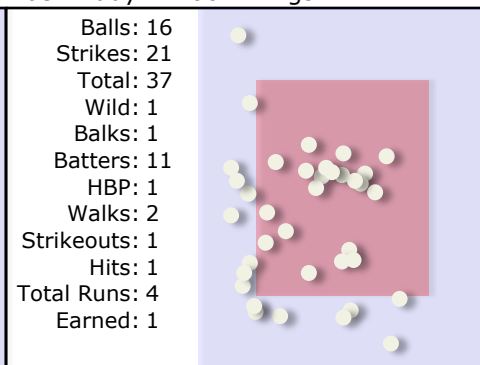 Balls: 16
Strikes: 21
Total: 37
Wild: 1
Balks: 1
Batters: 11
HBP: 1
Walks: 2
Strikeouts: 1
Hits: 1
Total Runs: 4
Earned: 1